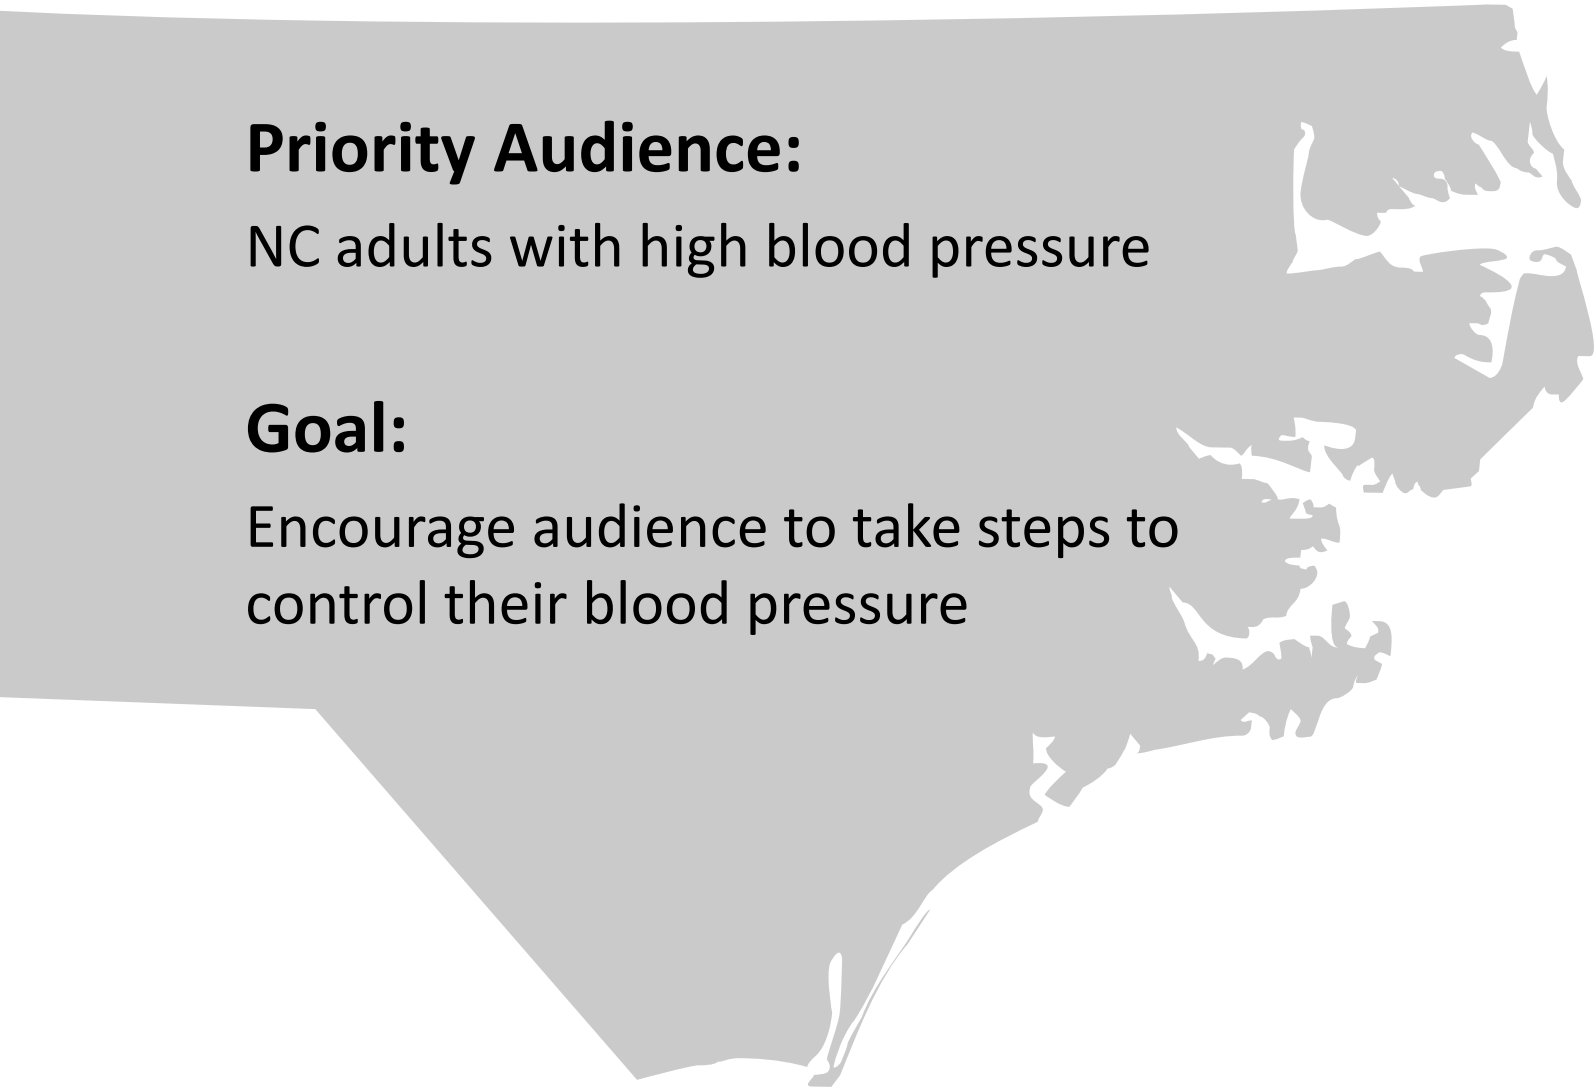 Priority Audience:
NC adults with high blood pressure
Goal:
Encourage audience to take steps to
control their blood pressure